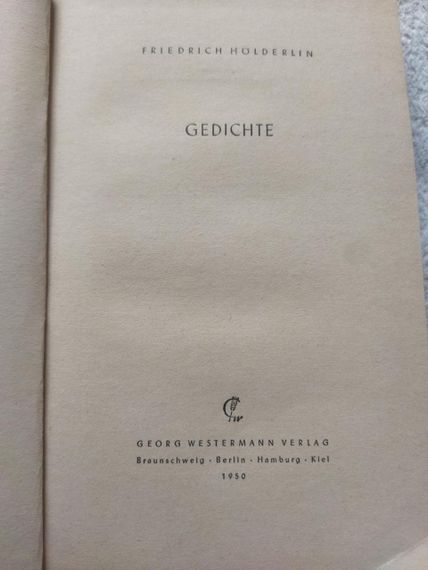 FRIEDRICH HÖLDERLIN
GEDICHTE
GEORG WESTERMANN VERLAG
Braunschweig · Berlin · Hamburg · Kiel
1950